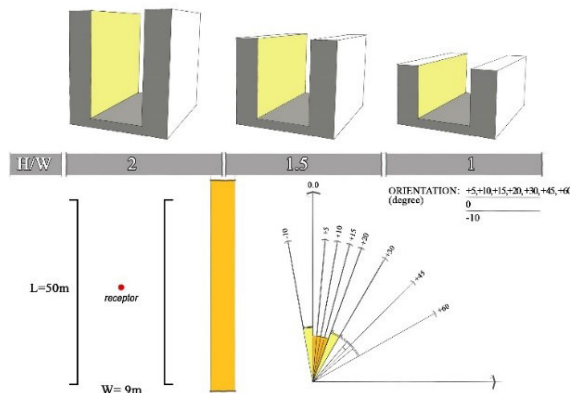 H/W 2 1.5 1
0.0
ORIENTATION: +5,+10,+15,+20,+30,+45,+60
(degree) 0
-10
-10 +5 +10 +15 +20 +30 +45 +60
L=50m
receptor
W= 9m